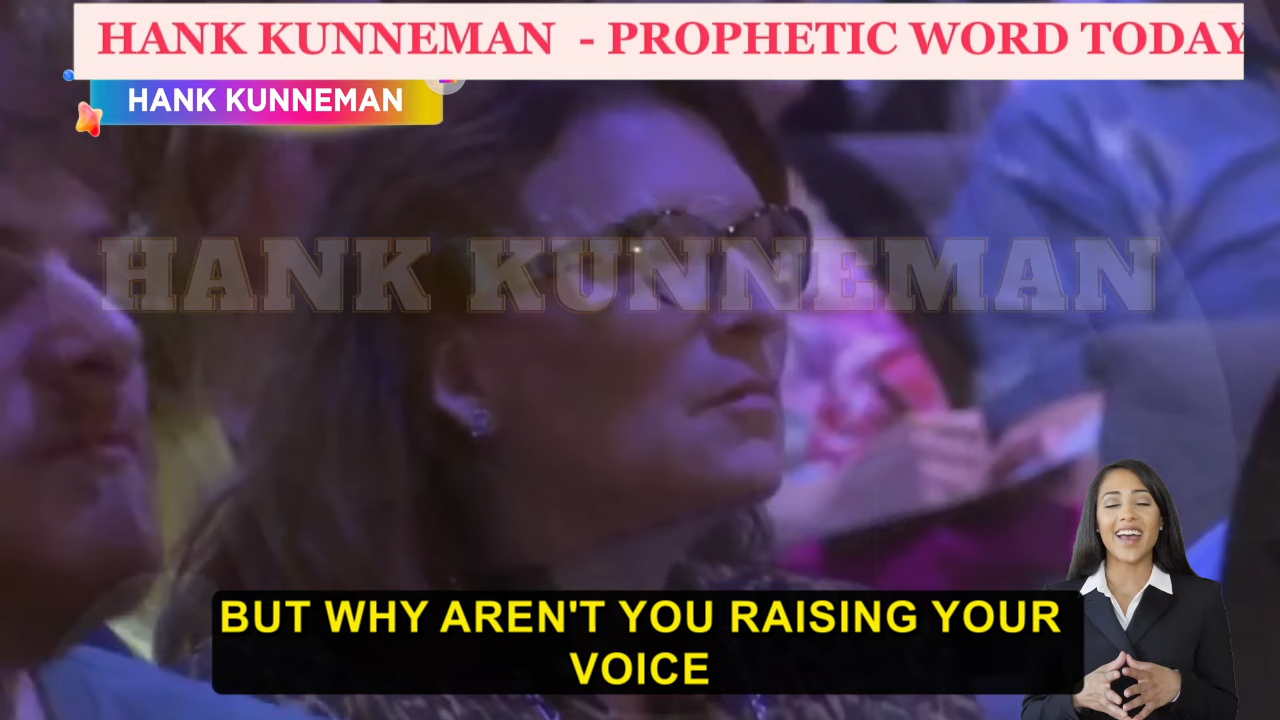 HANK KUNNEMAN - PROPHETIC WORD TODAY
HANK KUNNEMAN
HANK KUNNEMAN
BUT WHY AREN'T YOU RAISING YOUR
VOICE